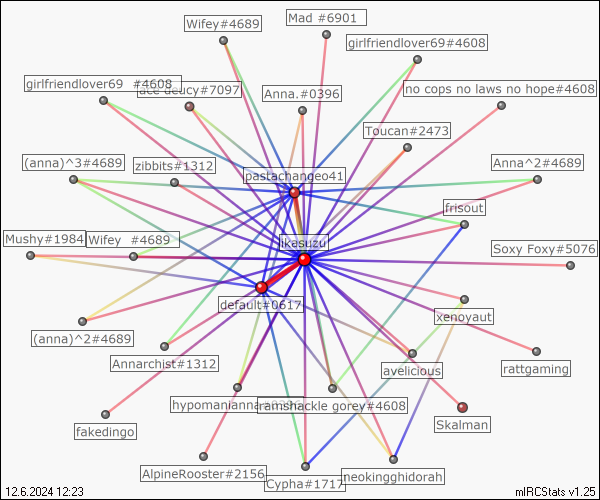 Wifey#4689
Mad #6901
girlfriendlover69#4608
girlfriendlover69 #4608
ace deucy#7097
Anna.#0396
no cops no laws no hope#4608
Toucan#2473
(anna)^3#4689
zibbits#1312
pastachangeo41
Anna^2#4689
frisout
Mushy#1984
Wifey #4689
ikesuzu
Soxy Foxy#5076
default#0617
xenoyaut
(anna)^2#4689
Annarchist#1312
avelicious
rattgaming
hypomanianna
ramshackle gorey#4608
Skalman
fakedingo
AlpineRooster#2156
Cypha#1717
neokingghidorah
12.6.2024 12:23
mIRCStats v1.25